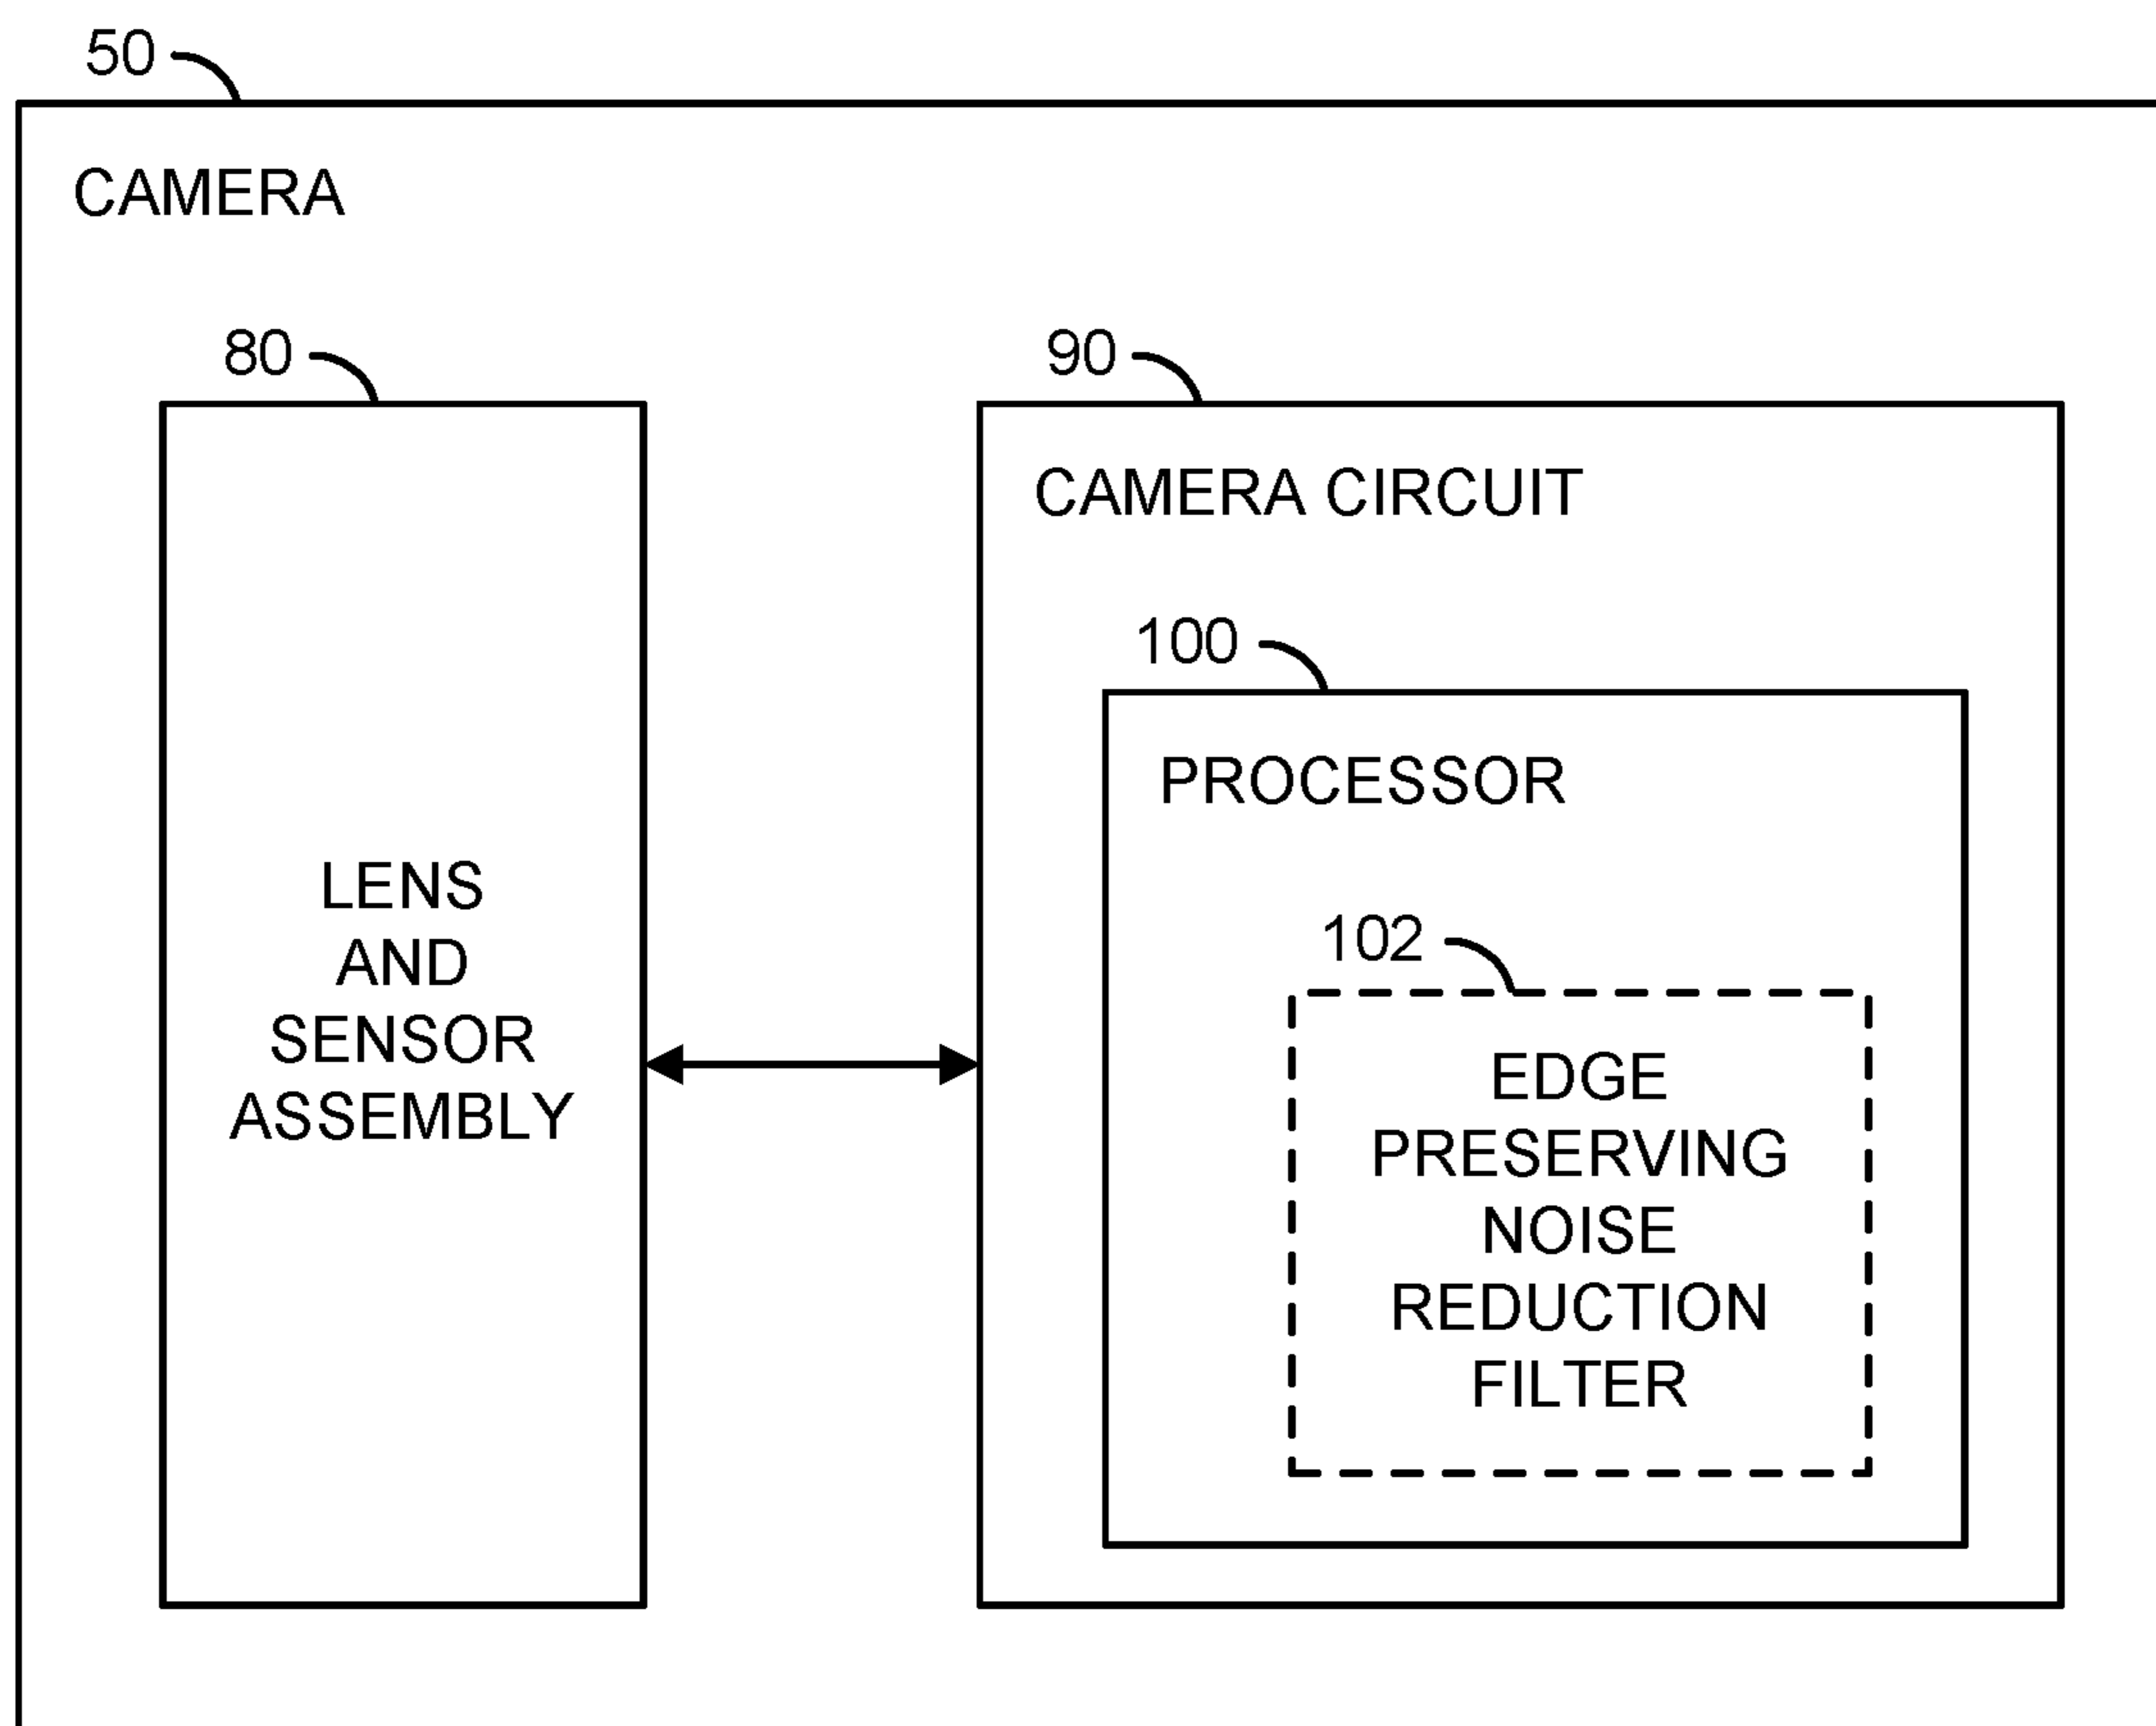 50
CAMERA
80
90
CAMERA CIRCUIT
100
PROCESSOR
LENS
AND
SENSOR
ASSEMBLY
102
EDGE
PRESERVING
NOISE
REDUCTION
FILTER